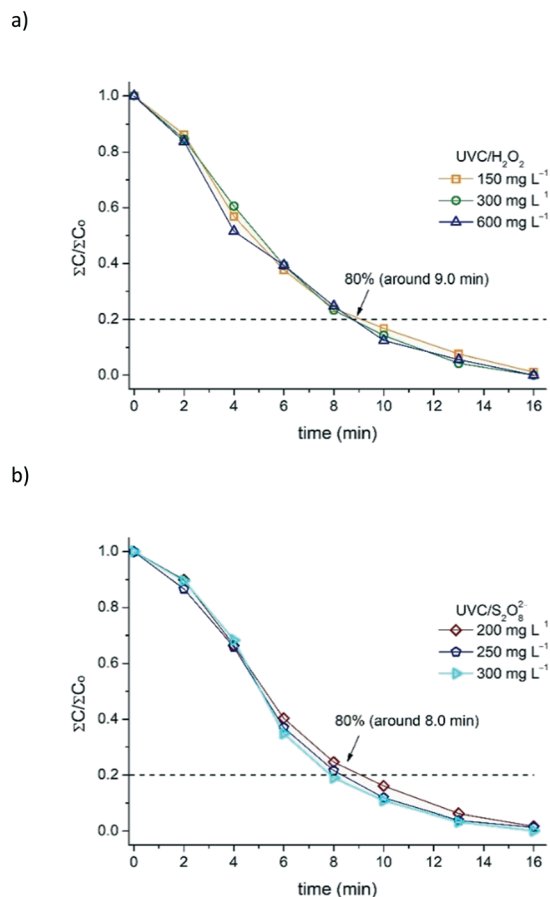 a)
1.0
0.8
0.6
0.4
0.2
0.0
ΣC/ΣC₀
UVC/H₂O₂
150 mg L⁻¹
300 mg L⁻¹
600 mg L⁻¹
80% (around 9.0 min)
0 2 4 6 8 10 12 14 16
time (min)
b)
1.0
0.8
0.6
0.4
0.2
0.0
ΣC/ΣC₀
UVC/S₂O₈²⁻
200 mg L⁻¹
250 mg L⁻¹
300 mg L⁻¹
80% (around 8.0 min)
0 2 4 6 8 10 12 14 16
time (min)